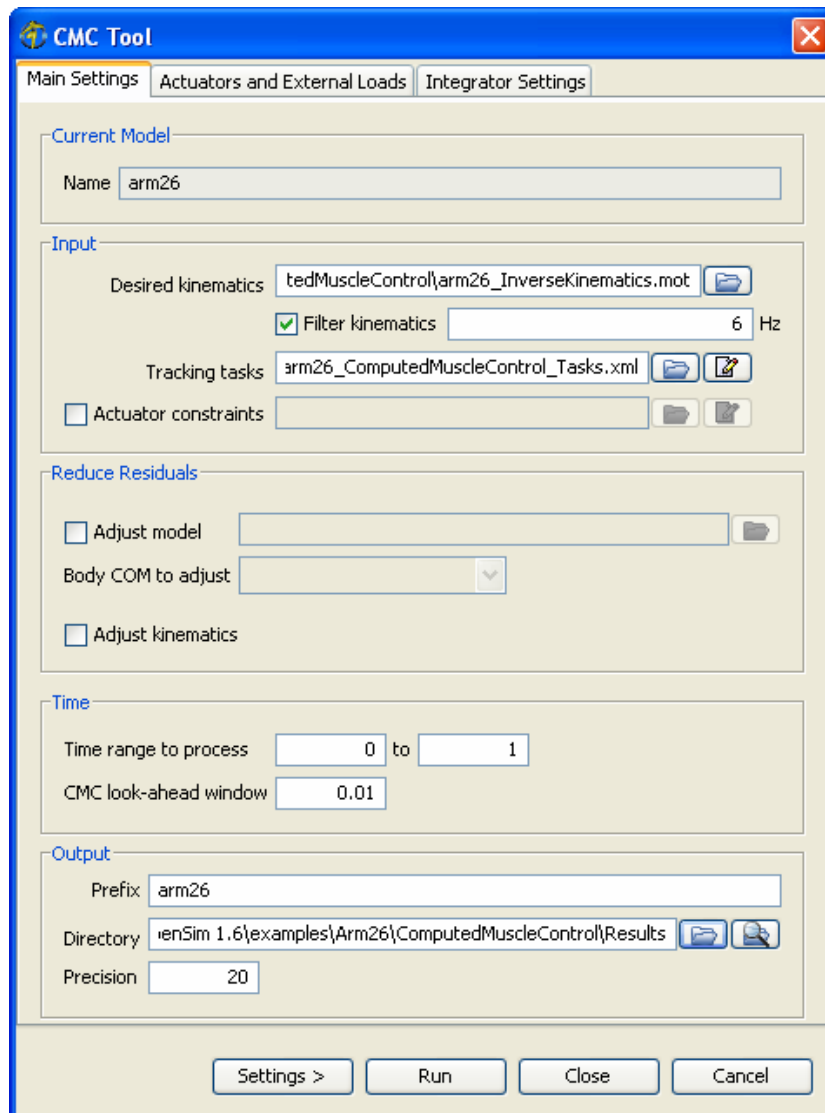 CMC Tool
Main Settings Actuators and External Loads Integrator Settings
Current Model
Name arm26
Input
Desired kinematics tedMuscleControl\arm26_InverseKinematics.mot
Filter kinematics 6 Hz
Tracking tasks arm26_ComputedMuscleControl_Tasks.xml
Actuator constraints
Reduce Residuals
Adjust model
Body COM to adjust
Adjust kinematics
Time
Time range to process 0 to 1
CMC look-ahead window 0.01
Output
Prefix arm26
Directory enSim 1.6\examples\Arm26\ComputedMuscleControl\Results
Precision 20
Settings > Run Close Cancel